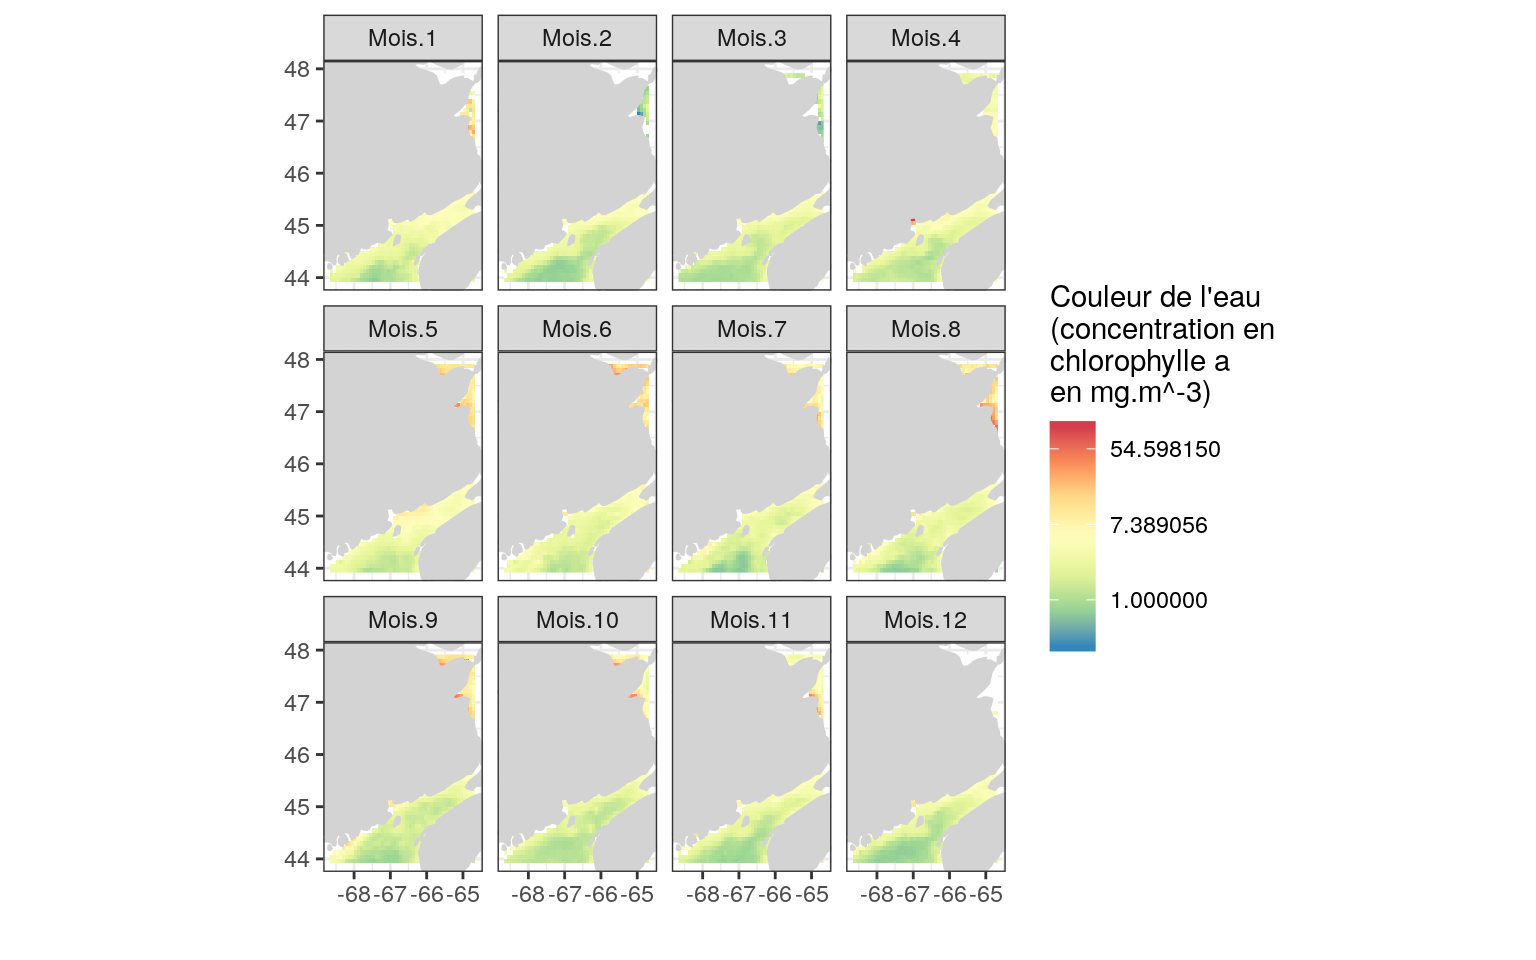 Mois.1 Mois.2 Mois.3 Mois.4
48
47
46
45
44
Mois.5 Mois.6 Mois.7 Mois.8
48
47
46
45
44
Mois.9 Mois.10 Mois.11 Mois.12
48
47
46
45
44
-68 -67 -66 -65 -68 -67 -66 -65 -68 -67 -66 -65 -68 -67 -66 -65
Couleur de l'eau
(concentration en
chlorophylle a
en mg.m^-3)
54.598150
7.389056
1.000000